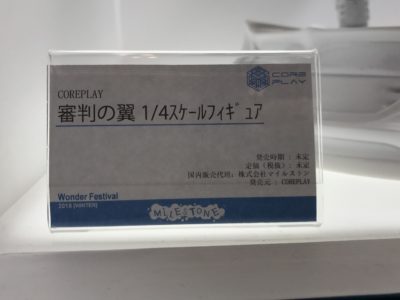 CORE
PLAY
COREPLAY
審判の翼 1/4スケールフィギュア
発売時期 : 未定
定価(税抜) : 未定
国内販売代理: 株式会社マイルストン
発売元 : COREPLAY
Wonder Festival
2018 [WINTER]
MILESTONE